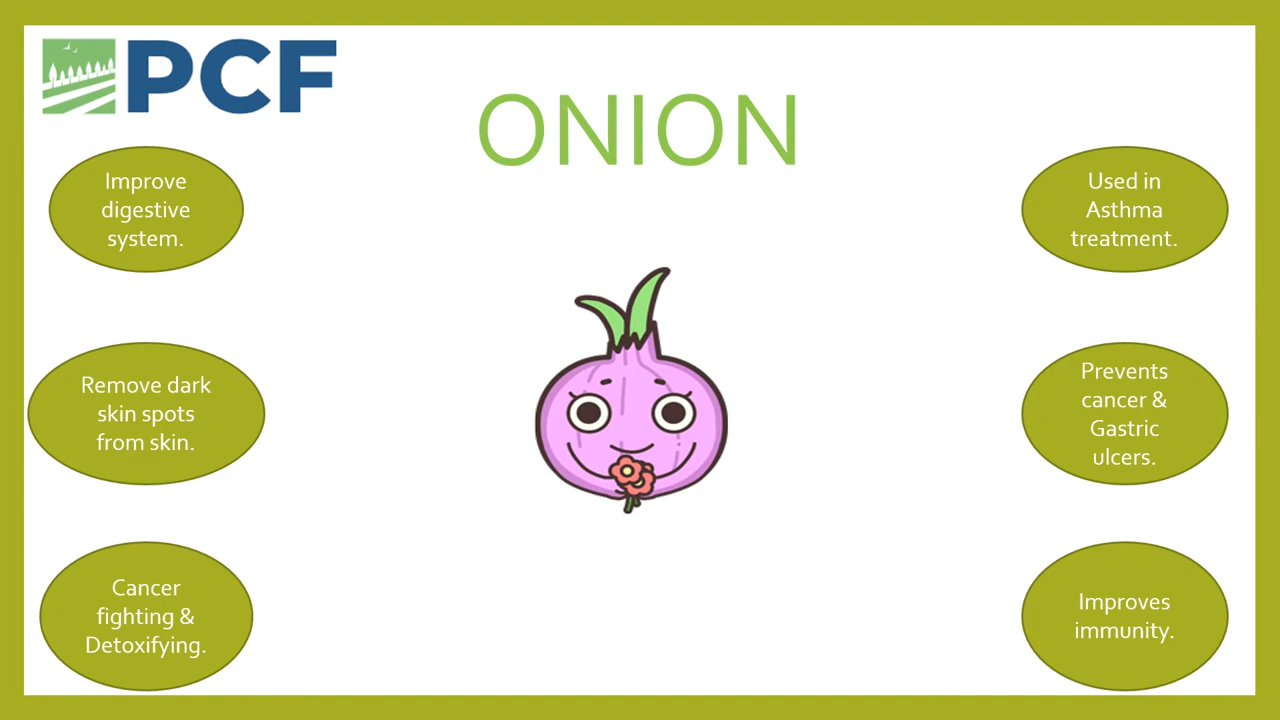 PCF
ONION
Improve
digestive
system.
Remove dark
skin spots
from skin.
Cancer
fighting &
Detoxifying.
Used in
Asthma
treatment.
Prevents
cancer &
Gastric
ulcers.
Improves
immunity.